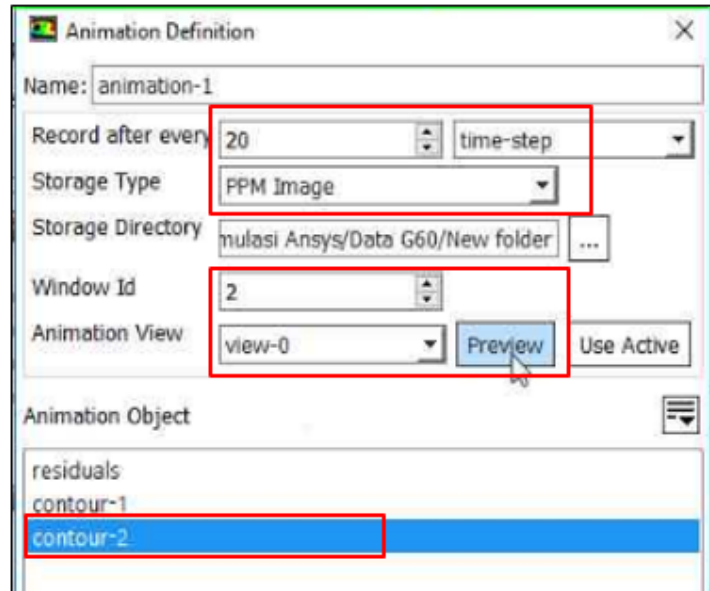 Animation Definition
Name: animation-1
Record after every 20 time-step
Storage Type PPM Image
Storage Directory mulasi Ansys/Data G60/New folder ...
Window Id 2
Animation View view-0 Preview Use Active
Animation Object
residuals
contour-1
contour-2